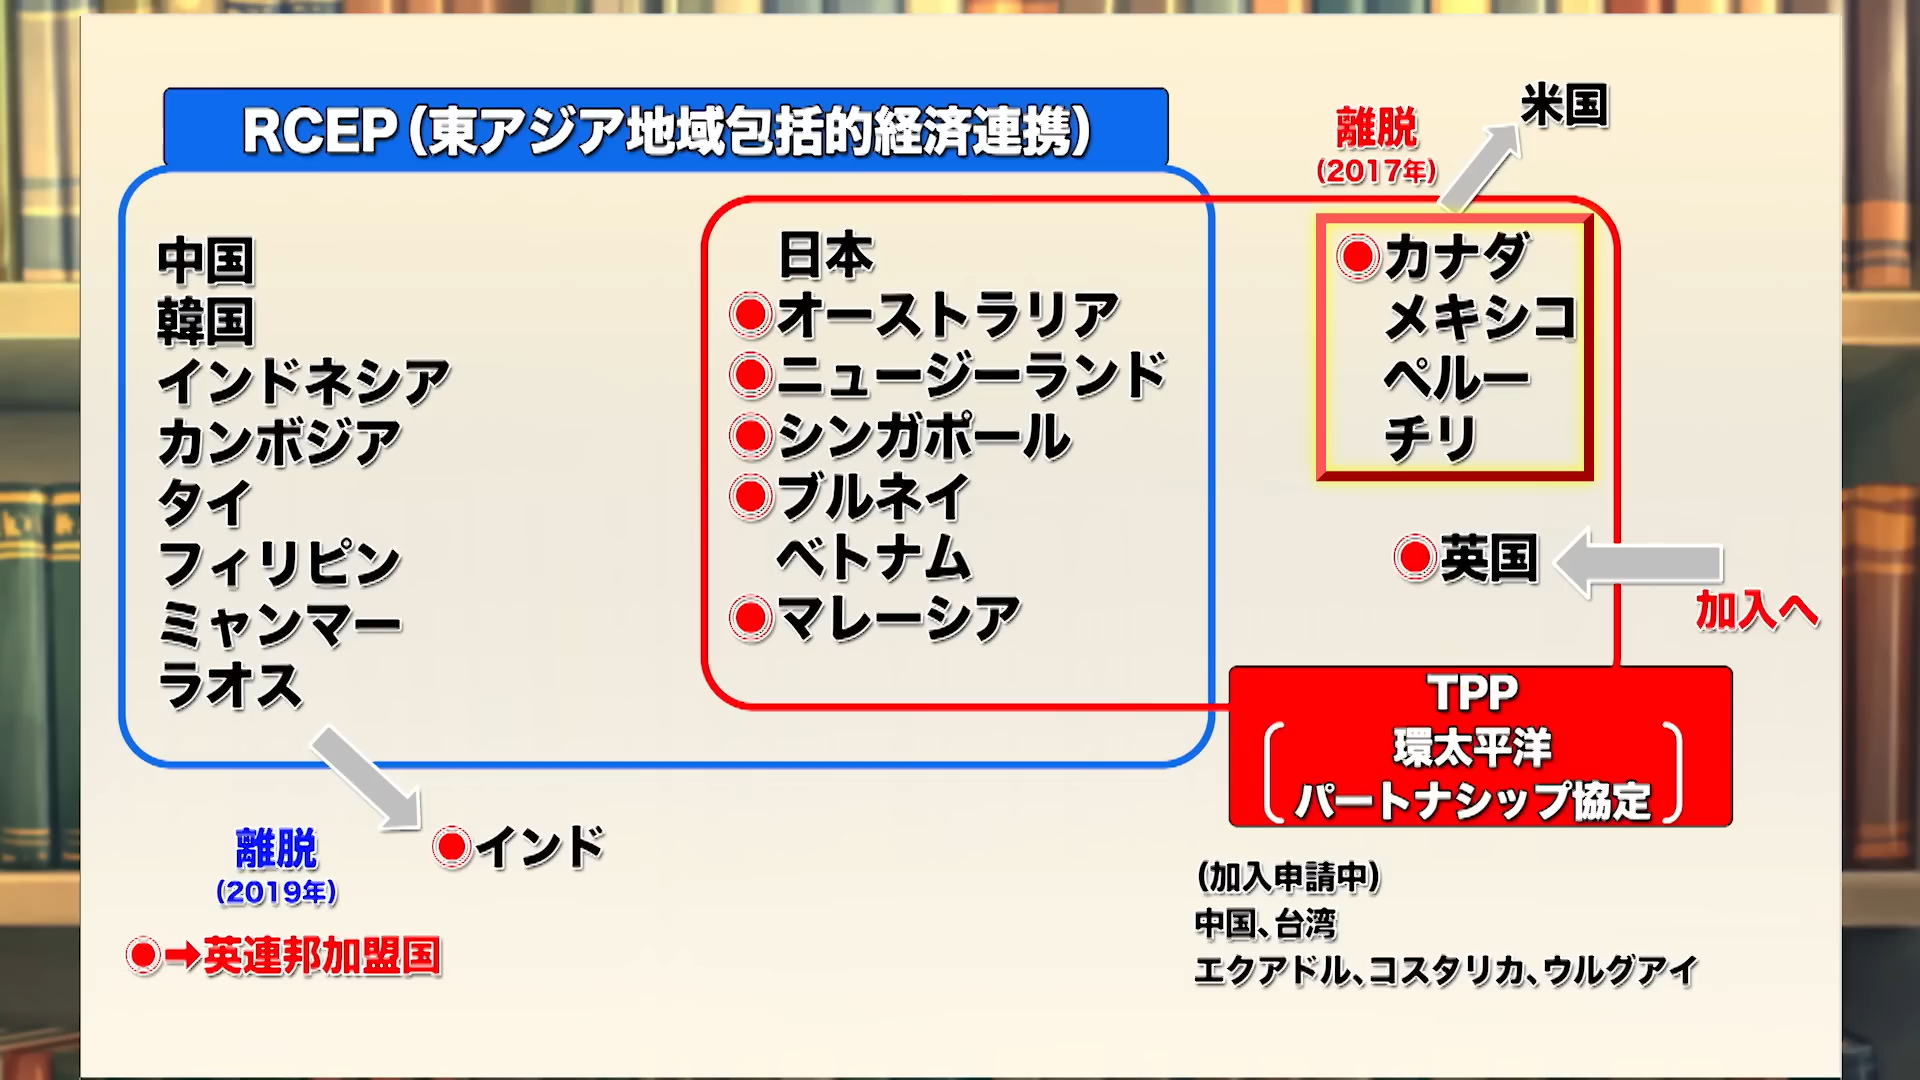 RCEP(東アジア地域包括的経済連携)
中国
韓国
インドネシア
カンボジア
タイ
フィリピン
ミャンマー
ラオス
離脱
(2019年)
インド
➡英連邦加盟国
日本
オーストラリア
ニュージーランド
シンガポール
ブルネイ
ベトナム
マレーシア
離脱
(2017年)
米国
カナダ
メキシコ
ペルー
チリ
英国
加入へ
TPP
環太平洋
パートナシップ協定
(加入申請中)
中国、台湾
エクアドル、コスタリカ、ウルグアイ